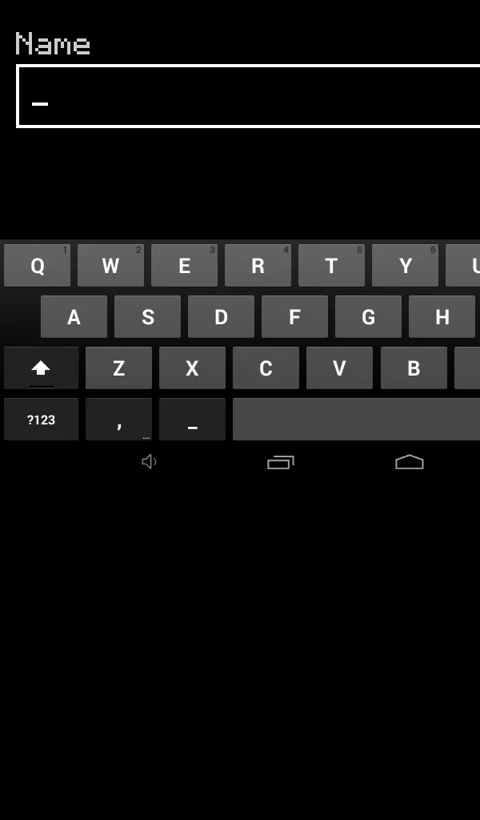 Name
_
1 2 3 4 5 6
Q W E R T Y U
A S D F G H
Z X C V B
?123 , ... _